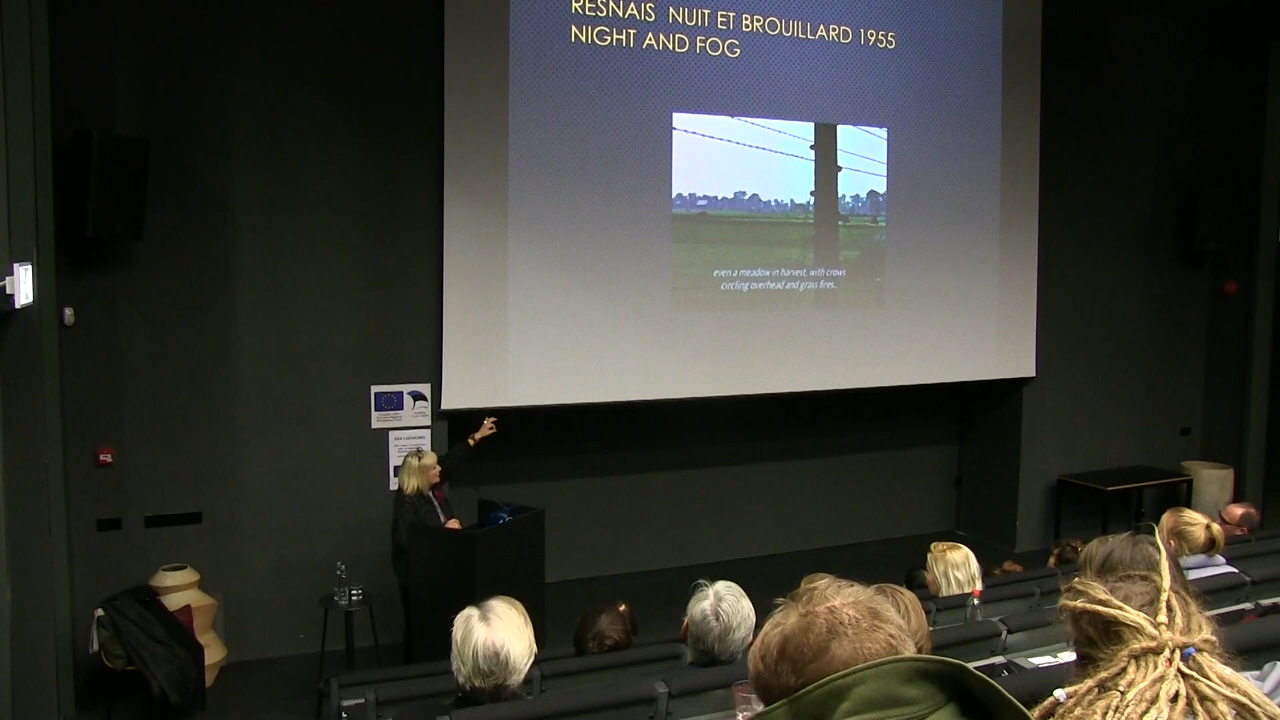 RESNAIS NUIT ET BROUILLARD 1955
NIGHT AND FOG
even a meadow in harvest, with crows
circling overhead and grass fires..